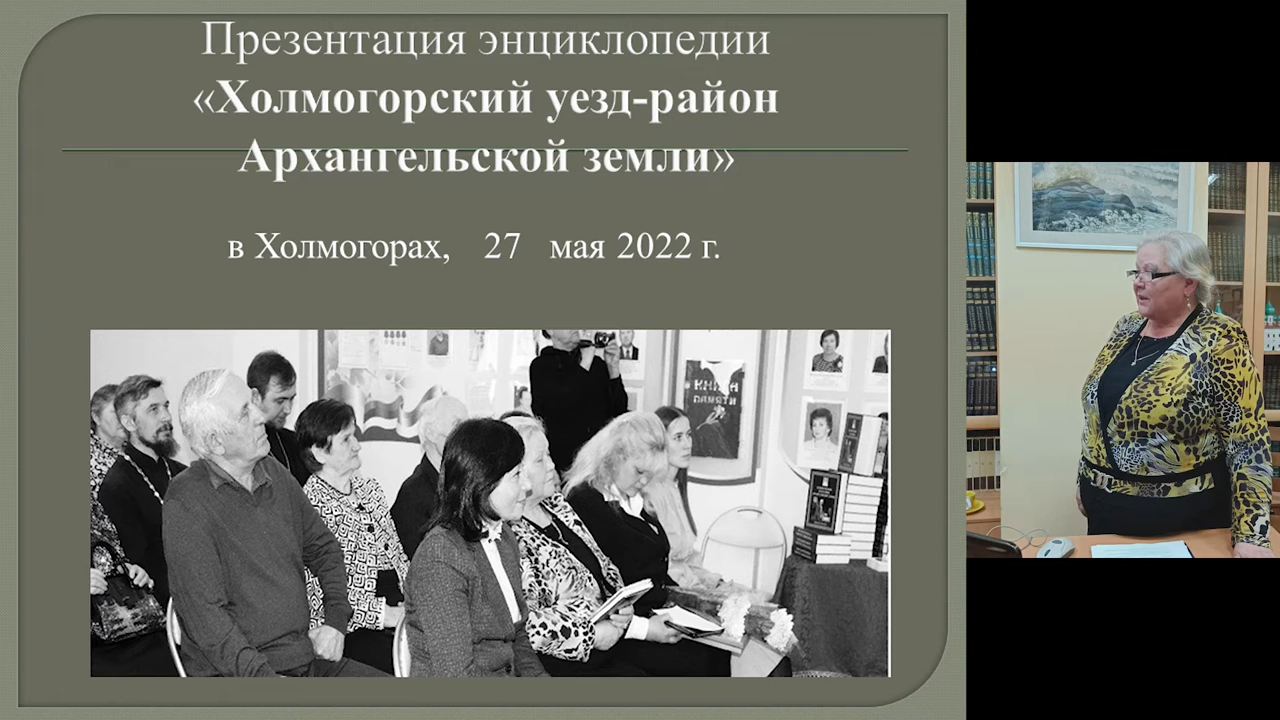 Презентация энциклопедии
«Холмогорский уезд-район
Архангельской земли»
в Холмогорах, 27 мая 2022 г.
КНИГА
ПАМЯТИ